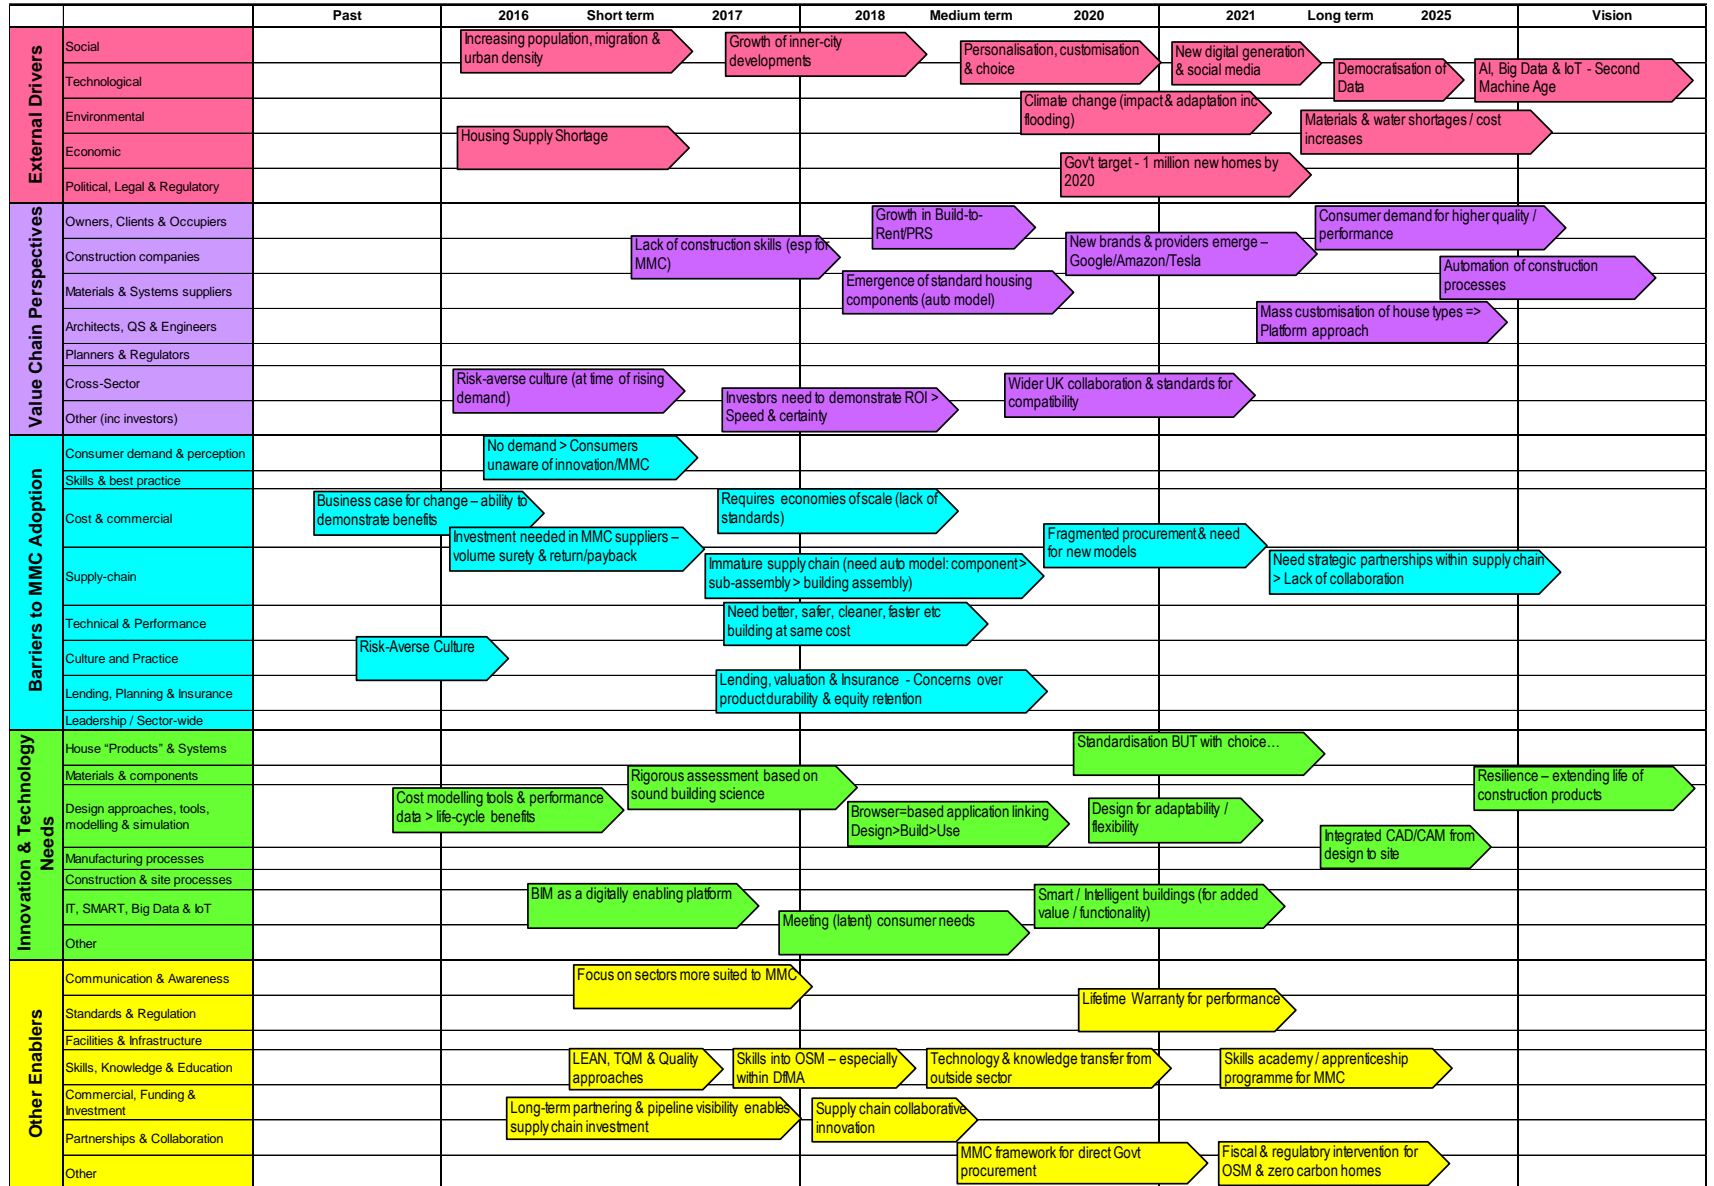 Past
2016
Short term
2017
2018
Medium term
2020
2021
Long term
2025
Vision
External Drivers
Social
Technological
Environmental
Economic
Political, Legal & Regulatory
Increasing population, migration &
urban density
Growth of inner-city
developments
Personalisation, customisation
& choice
New digital generation
& social media
Democratisation of
Data
AI, Big Data & IoT - Second
Machine Age
Climate change (impact & adaptation inc
flooding)
Materials & water shortages / cost
increases
Housing Supply Shortage
Gov't target - 1 million new homes by
2020
Value Chain Perspectives
Owners, Clients & Occupiers
Construction companies
Materials & Systems suppliers
Architects, QS & Engineers
Planners & Regulators
Cross-Sector
Other (inc investors)
Growth in Build-to-
Rent/PRS
Consumer demand for higher quality /
performance
Lack of construction skills (esp for
MMC)
New brands & providers emerge –
Google/Amazon/Tesla
Automation of construction
processes
Emergence of standard housing
components (auto model)
Mass customisation of house types =>
Platform approach
Risk-averse culture (at time of rising
demand)
Investors need to demonstrate ROI >
Speed & certainty
Wider UK collaboration & standards for
compatibility
Barriers to MMC Adoption
Consumer demand & perception
Skills & best practice
Cost & commercial
Supply-chain
Technical & Performance
Culture and Practice
Lending, Planning & Insurance
Leadership / Sector-wide
No demand > Consumers
unaware of innovation/MMC
Business case for change – ability to
demonstrate benefits
Requires economies of scale (lack of
standards)
Investment needed in MMC suppliers –
volume surety & return/payback
Fragmented procurement & need
for new models
Immature supply chain (need auto model: component >
sub-assembly > building assembly)
Need strategic partnerships within supply chain
> Lack of collaboration
Need better, safer, cleaner, faster etc
building at same cost
Risk-Averse Culture
Lending, valuation & Insurance - Concerns over
product durability & equity retention
Innovation & Technology
Needs
House “Products” & Systems
Materials & components
Design approaches, tools,
modelling & simulation
Manufacturing processes
Construction & site processes
IT, SMART, Big Data & IoT
Other
Standardisation BUT with choice…
Rigorous assessment based on
sound building science
Resilience – extending life of
construction products
Cost modelling tools & performance
data > life-cycle benefits
Browser=based application linking
Design>Build>Use
Design for adaptability /
flexibility
Integrated CAD/CAM from
design to site
BIM as a digitally enabling platform
Smart / Intelligent buildings (for added
value / functionality)
Meeting (latent) consumer needs
Other Enablers
Communication & Awareness
Standards & Regulation
Facilities & Infrastructure
Skills, Knowledge & Education
Commercial, Funding &
Investment
Partnerships & Collaboration
Other
Focus on sectors more suited to MMC
Lifetime Warranty for performance
LEAN, TQM & Quality
approaches
Skills into OSM – especially
within DfMA
Technology & knowledge transfer from
outside sector
Skills academy / apprenticeship
programme for MMC
Long-term partnering & pipeline visibility enables
supply chain investment
Supply chain collaborative
innovation
MMC framework for direct Govt
procurement
Fiscal & regulatory intervention for
OSM & zero carbon homes